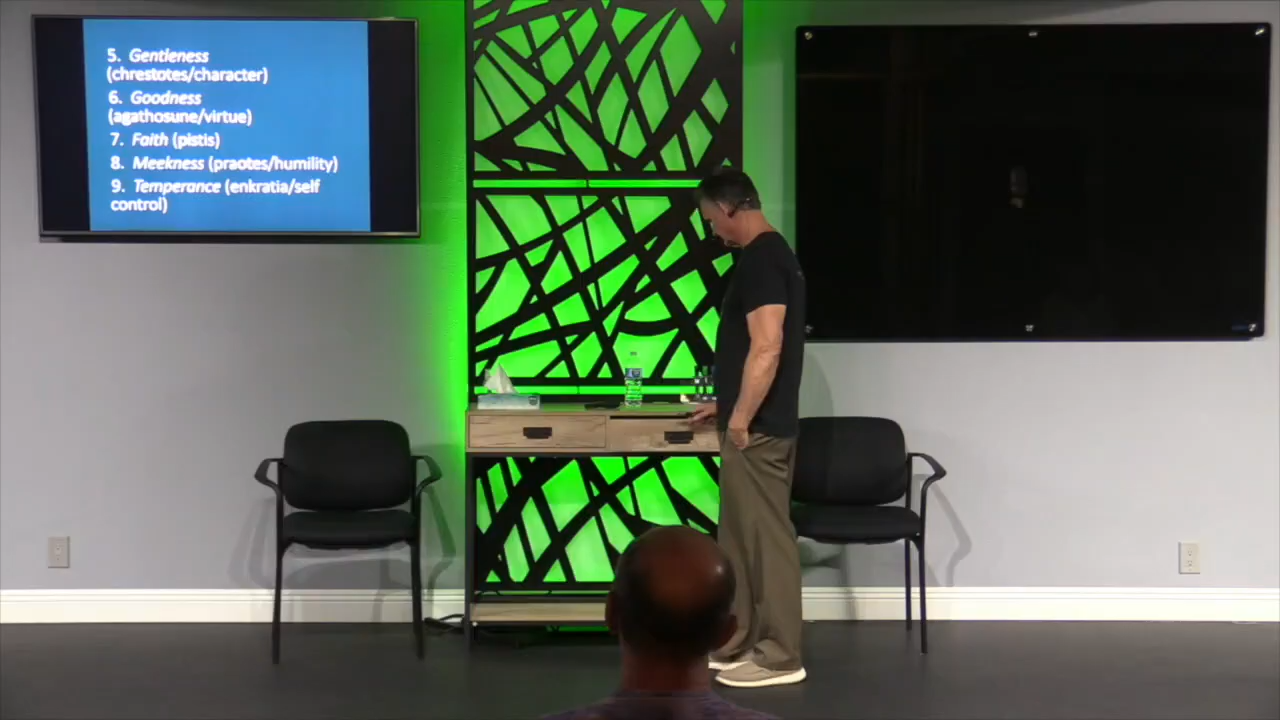 5. Gentleness
(chrestotes/character)
6. Goodness
(agathosune/virtue)
7. Faith (pistis)
8. Meekness (praotes/humility)
9. Temperance (enkratia/self
control)